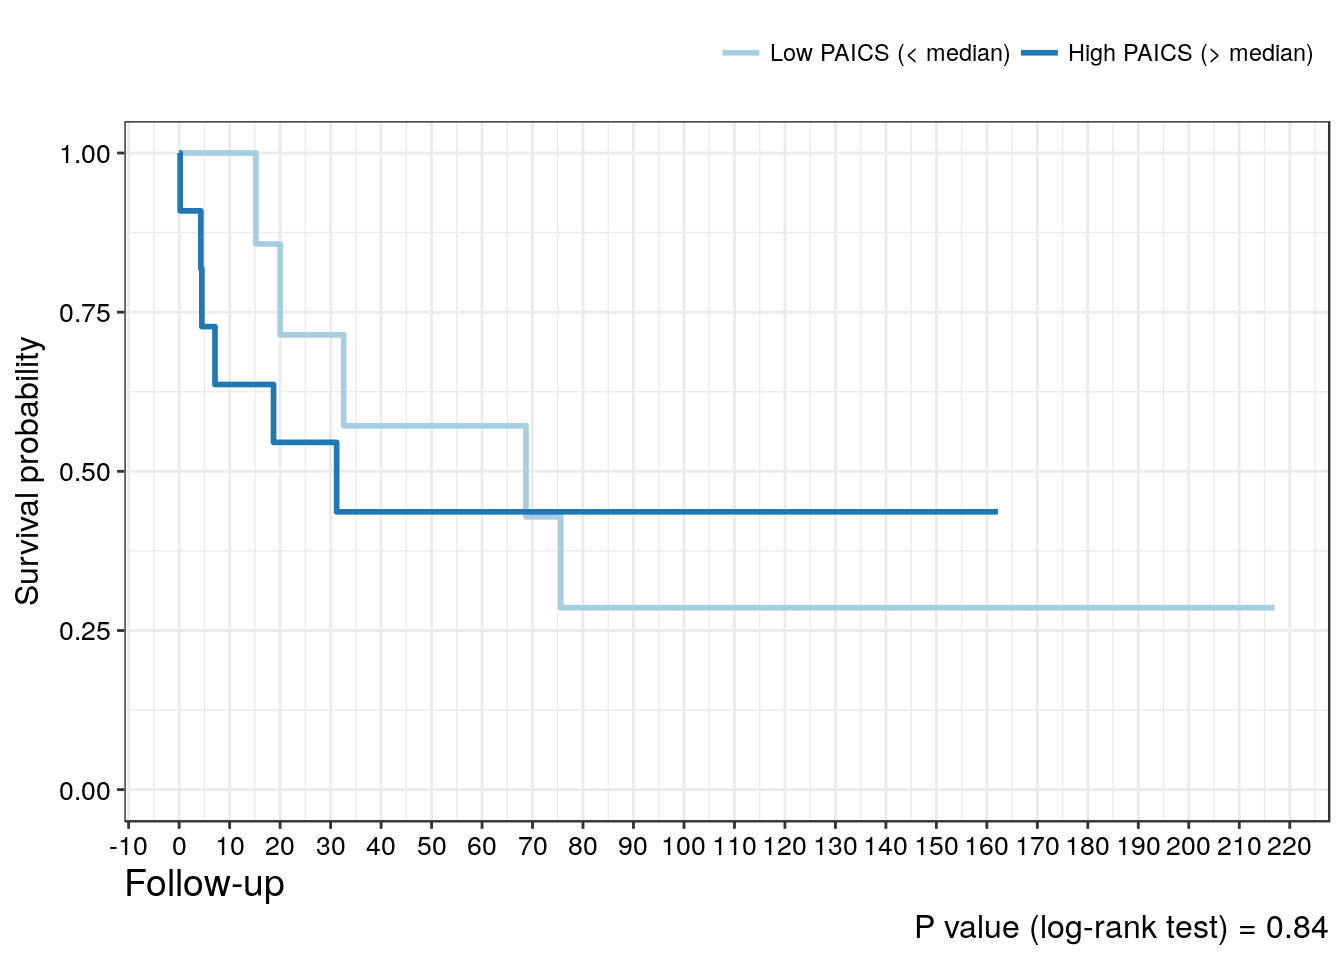 Low PAICS (< median) High PAICS (> median)
1.00
0.75
0.50
0.25
0.00
Survival probability
-10 0 10 20 30 40 50 60 70 80 90 100 110 120 130 140 150 160 170 180 190 200 210 220
Follow-up
P value (log-rank test) = 0.84